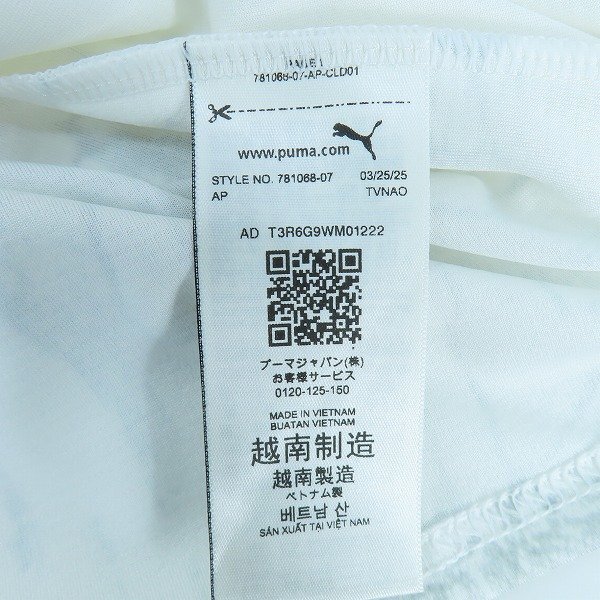 781068-07-AP-CLD01
www.puma.com
STYLE NO. 781068-07 03/25/25
AP TVNAO
AD T3R6G9WM01222
プーマジャパン(株)
お客様サービス
0120-125-150
MADE IN VIETNAM
BUATAN VIETNAM
越南制造
越南製造
ベトナム製
베트남 산
SẢN XUẤT TẠI VIỆT NAM